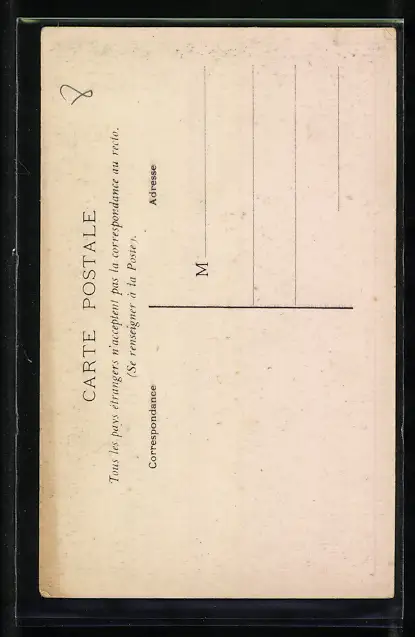 8
CARTE POSTALE
Tous les pays étrangers n'acceptent pas la correspondance au recto.
(Se renseigner à la Poste).
Correspondance
Adresse
M